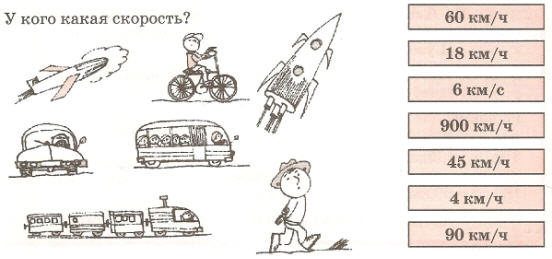 У кого какая скорость?
60 км/ч
18 км/ч
6 км/с
900 км/ч
45 км/ч
4 км/ч
90 км/ч